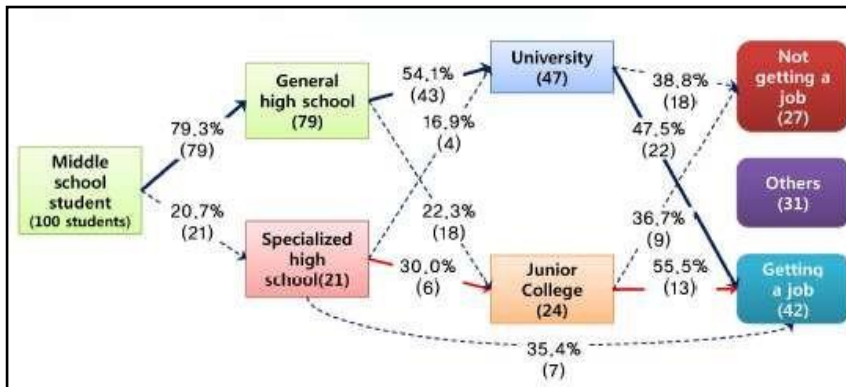 Middle
school
student
(100 students)
79.3%
(79)
20.7%
(21)
General
high school
(79)
Specialized
high
school(21)
54.1%
(43)
16.9%
(4)
22.3%
(18)
30.0%
(6)
University
(47)
Junior
College
(24)
38.8%
(18)
47.5%
(22)
36.7%
(9)
55.5%
(13)
35.4%
(7)
Not
getting a
job
(27)
Others
(31)
Getting
a job
(42)